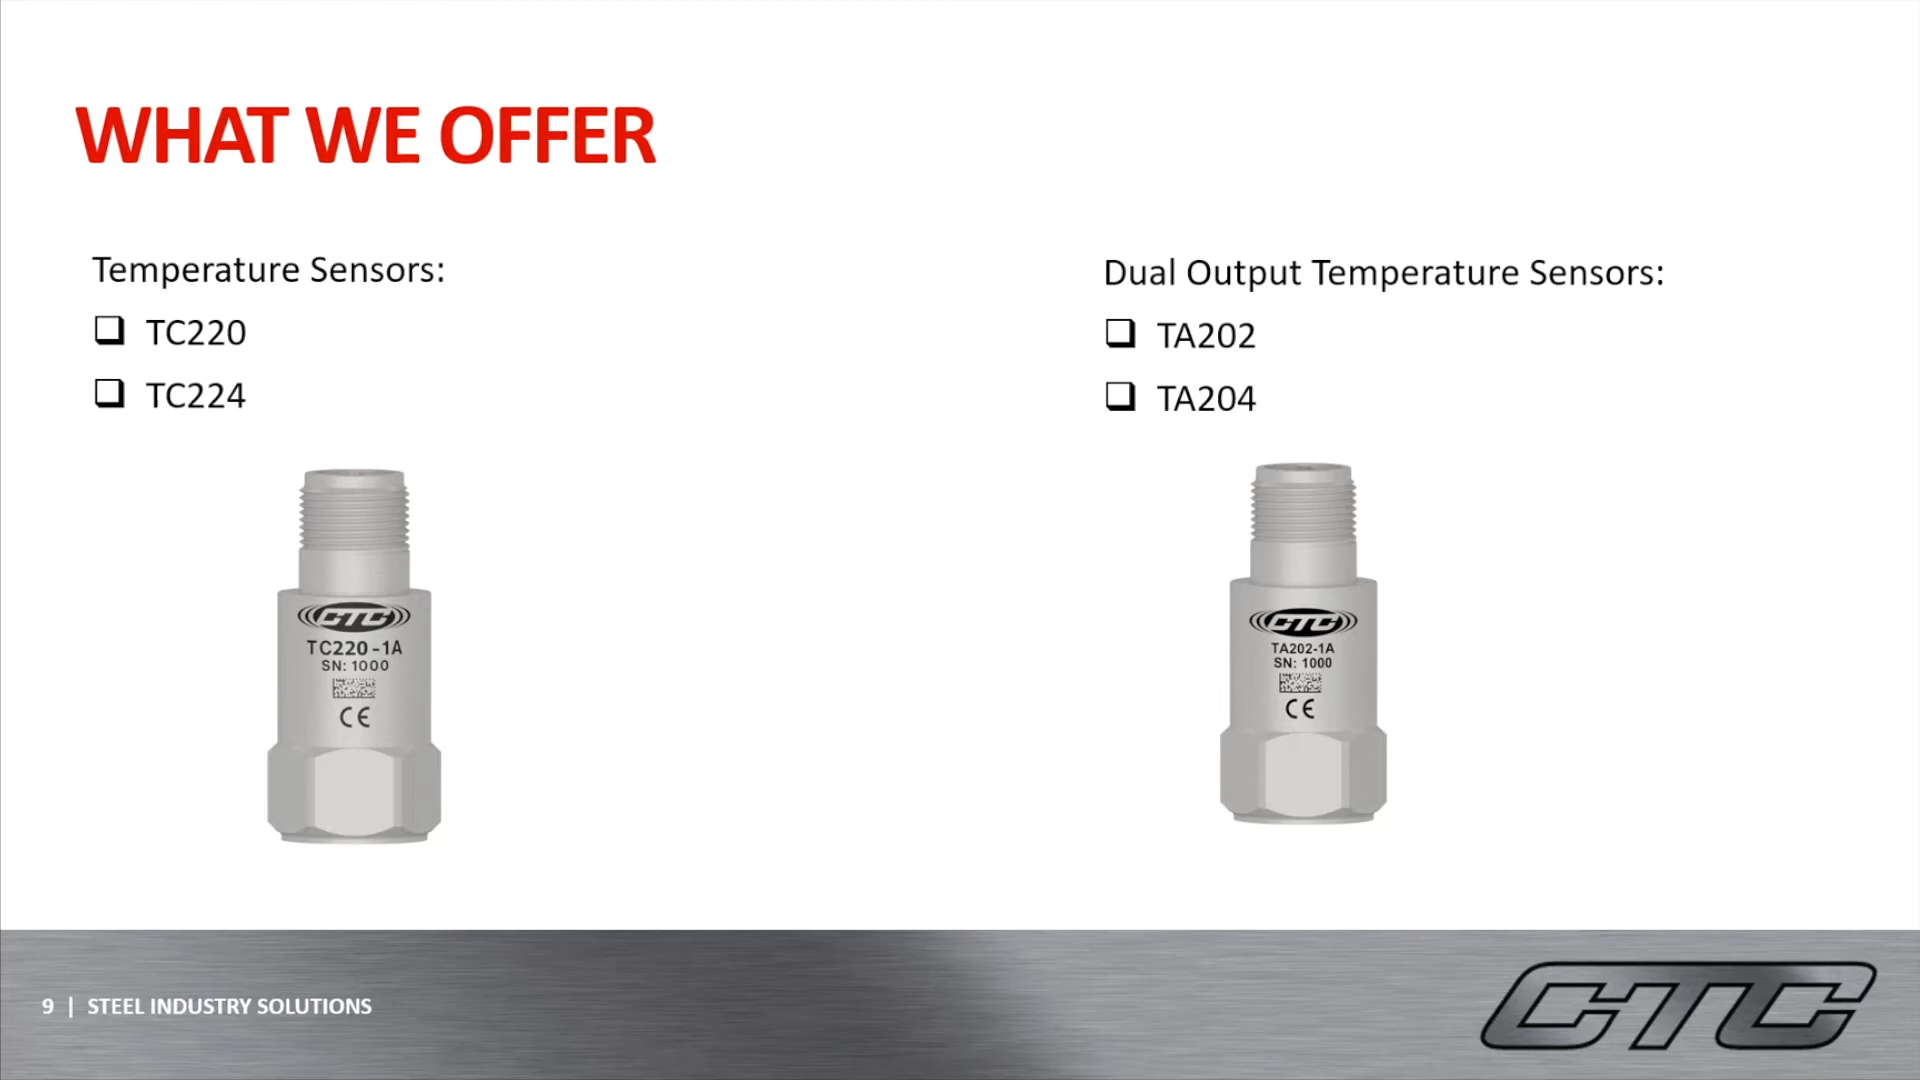 WHAT WE OFFER
Temperature Sensors:
❑ TC220
❑ TC224
Dual Output Temperature Sensors:
❑ TA202
❑ TA204
CTC
TC220-1A
SN: 1000
CE
CTC
TA202-1A
SN: 1000
CE
9 | STEEL INDUSTRY SOLUTIONS
CTC